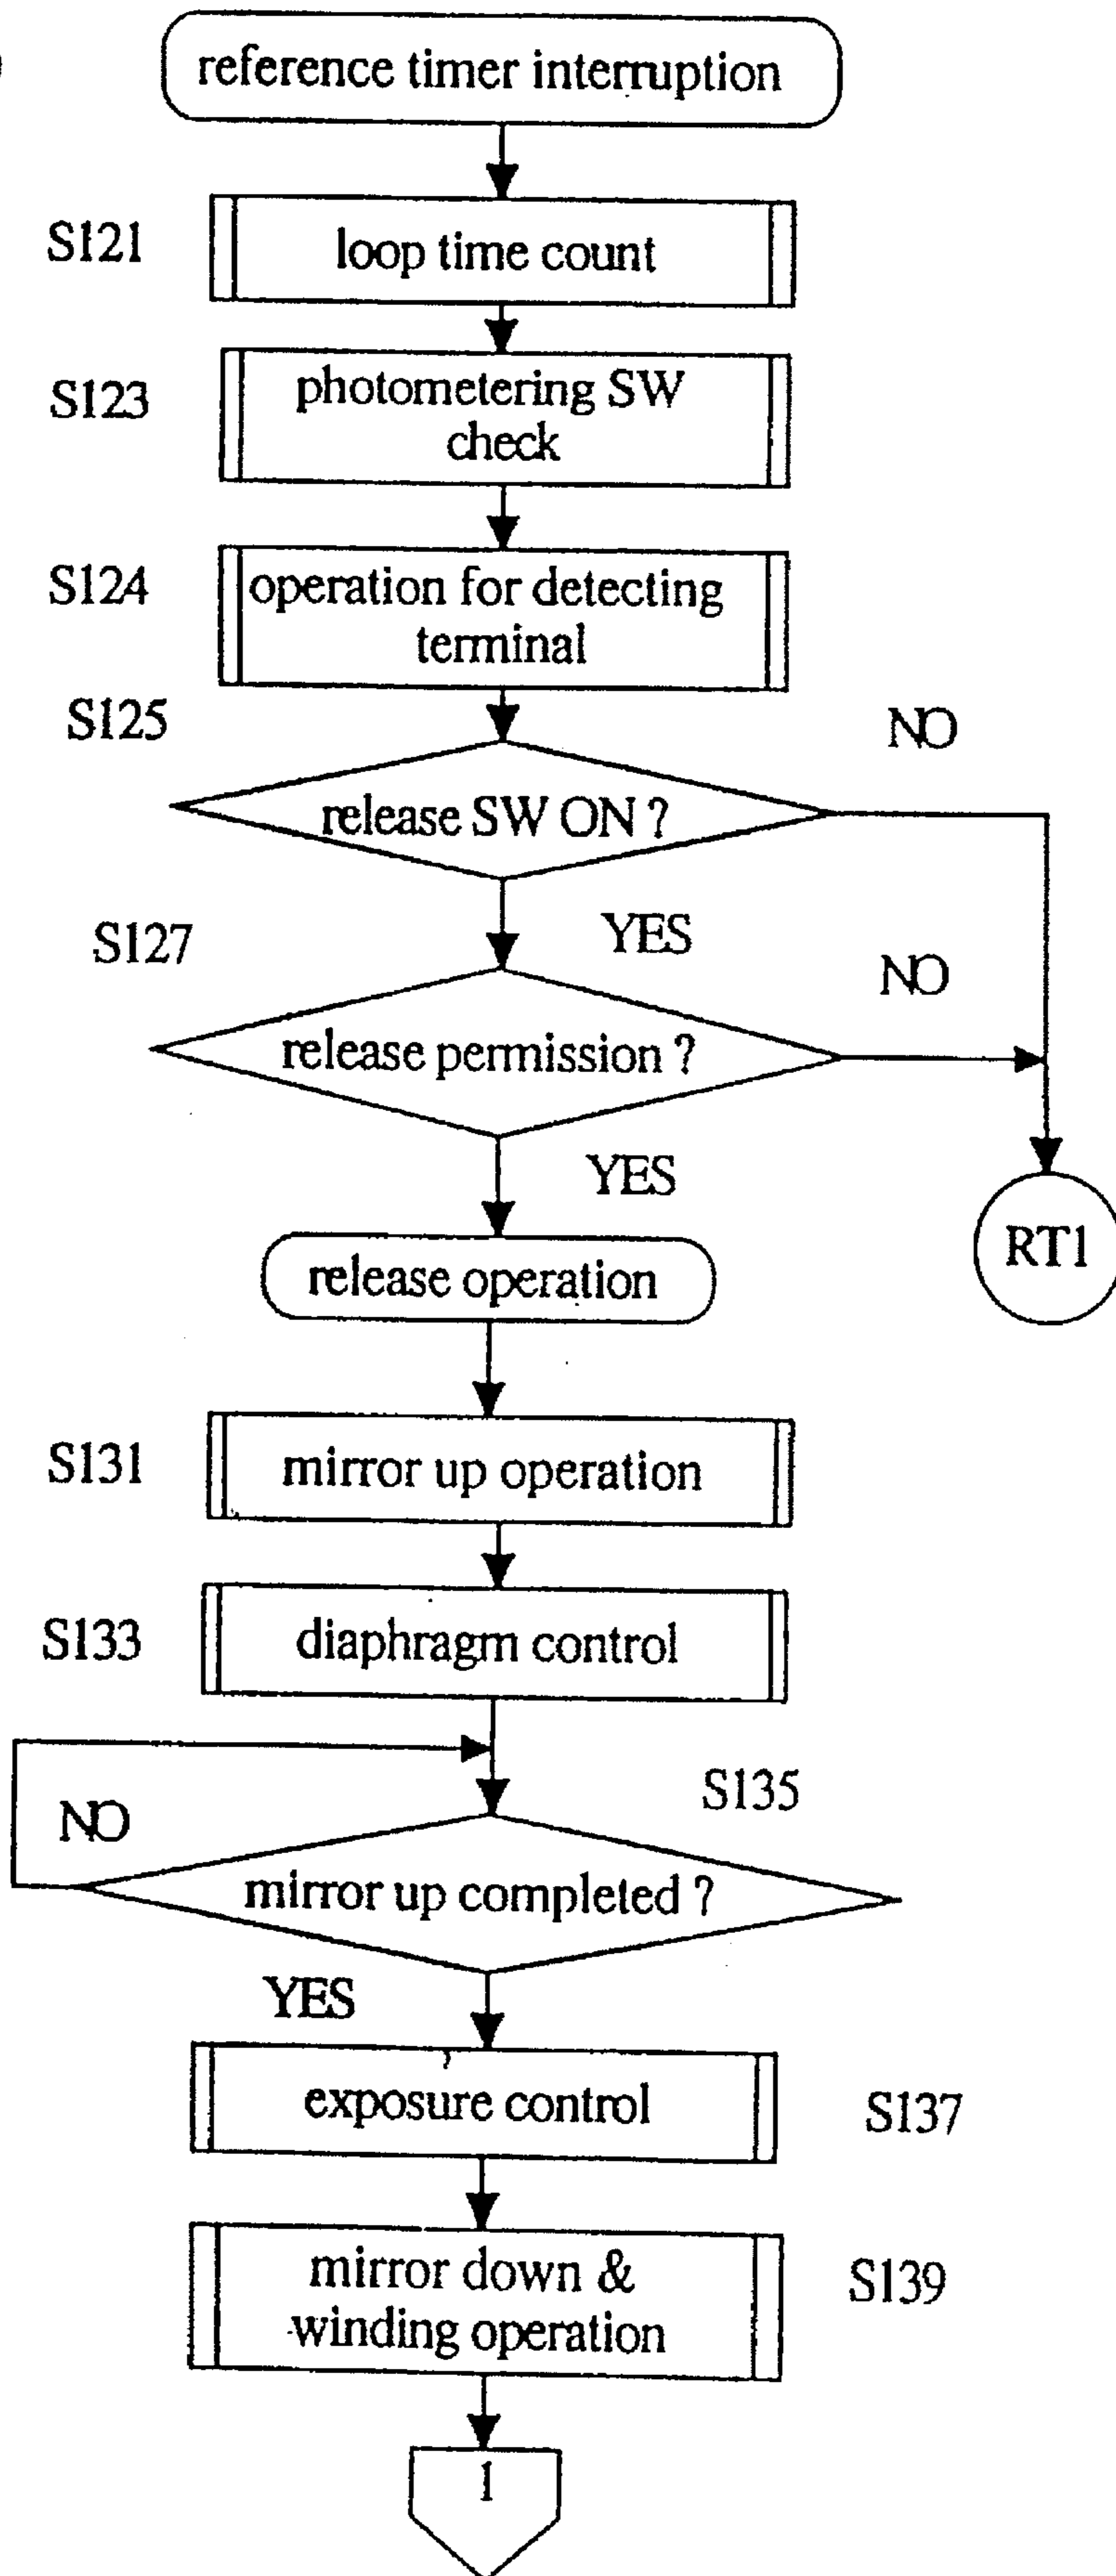 reference timer interruption
S121
loop time count
S123
photometering SW
check
S124
operation for detecting
terminal
S125
NO
release SW ON ?
YES
S127
NO
release permission ?
YES
RT1
release operation
S131
mirror up operation
S133
diaphragm control
S135
NO
mirror up completed ?
YES
exposure control
S137
mirror down &
winding operation
S139
1